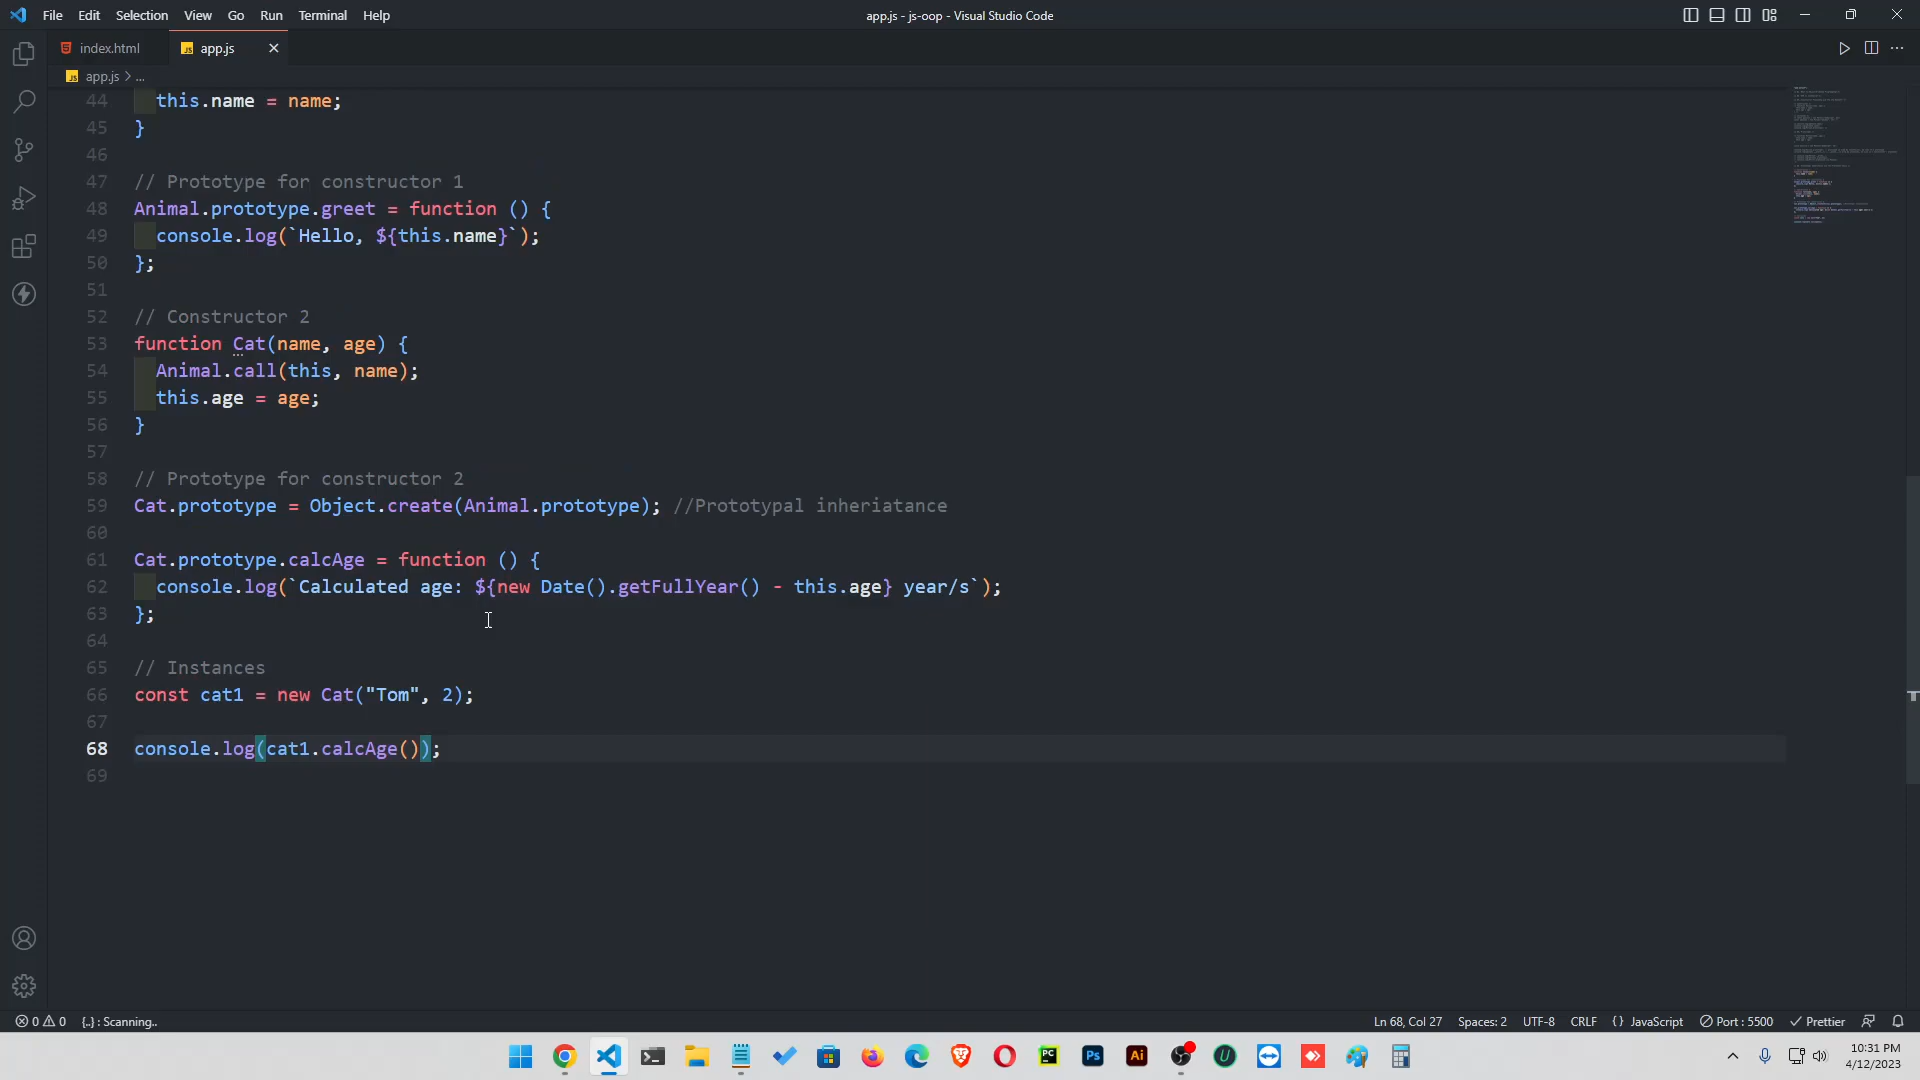 File Edit Selection View Go Run Terminal Help
app.js - js-oop - Visual Studio Code
index.html
JS app.js
JS app.js > ...
44 this.name = name;
45 }
46
47 // Prototype for constructor 1
48 Animal.prototype.greet = function () {
49 console.log(`Hello, ${this.name}`);
50 };
51
52 // Constructor 2
53 function Cat(name, age) {
54 Animal.call(this, name);
55 this.age = age;
56 }
57
58 // Prototype for constructor 2
59 Cat.prototype = Object.create(Animal.prototype); //Prototypal inheriatance
60
61 Cat.prototype.calcAge = function () {
62 console.log(`Calculated age: ${new Date().getFullYear() - this.age} year/s`);
63 };
64
65 // Instances
66 const cat1 = new Cat("Tom", 2);
67
68 console.log(cat1.calcAge());
69
0 0 {..} : Scanning..
Ln 68, Col 27 Spaces: 2 UTF-8 CRLF {} JavaScript Port : 5500 Prettier
PC Ps Ai U
10:31 PM
4/12/2023